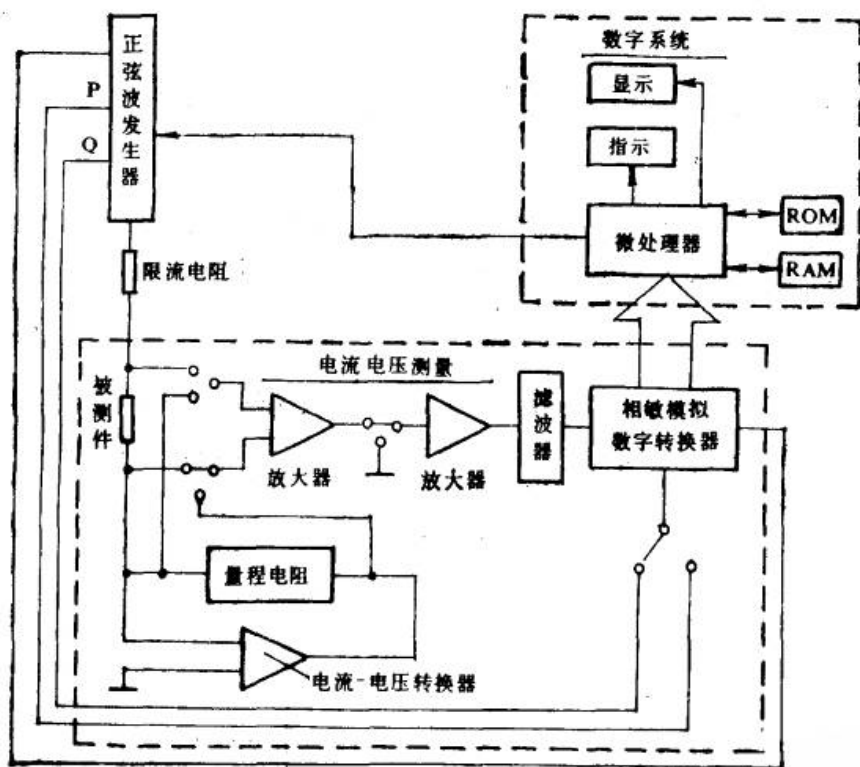 正弦波发生器
P
Q
数字系统
显示
指示
微处理器
ROM
RAM
限流电阻
被测件
电流电压测量
放大器
放大器
滤波器
相敏模拟
数字转换器
量程电阻
电流-电压转换器